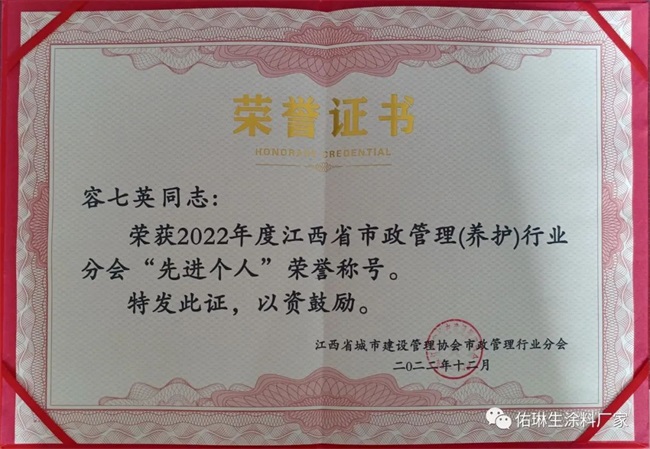 荣誉证书
HONORARY CREDENTIAL
容七英同志：
荣获2022年度江西省市政管理(养护)行业
分会“先进个人”荣誉称号。
特发此证，以资鼓励。
江西省城市建设管理协会市政管理行业分会
二〇二二年十二月
佑琳生涂料厂家